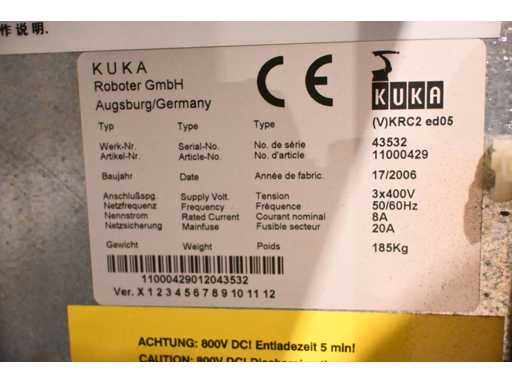 作说明.
KUKA
Roboter GmbH
Augsburg/Germany
CE
KUKA
Typ Type Type (V)KRC2 ed05
Werk-Nr. Serial-No. No. de série 43532
Artikel-Nr. Article-No. No. d'article 11000429
Baujahr Date Année de fabric. 17/2006
Anschlußspg. Supply Volt. Tension 3x400V
Netzfrequenz Frequency Fréquence 50/60Hz
Nennstrom Rated Current Courant nominal 8A
Netzsicherung Mainfuse Fusible secteur 20A
Gewicht Weight Poids 185Kg
11000429012043532
Ver. X 1 2 3 4 5 6 7 8 9 10 11 12
ACHTUNG: 800V DC! Entladezeit 5 min!
CAUTION: 800V DC!